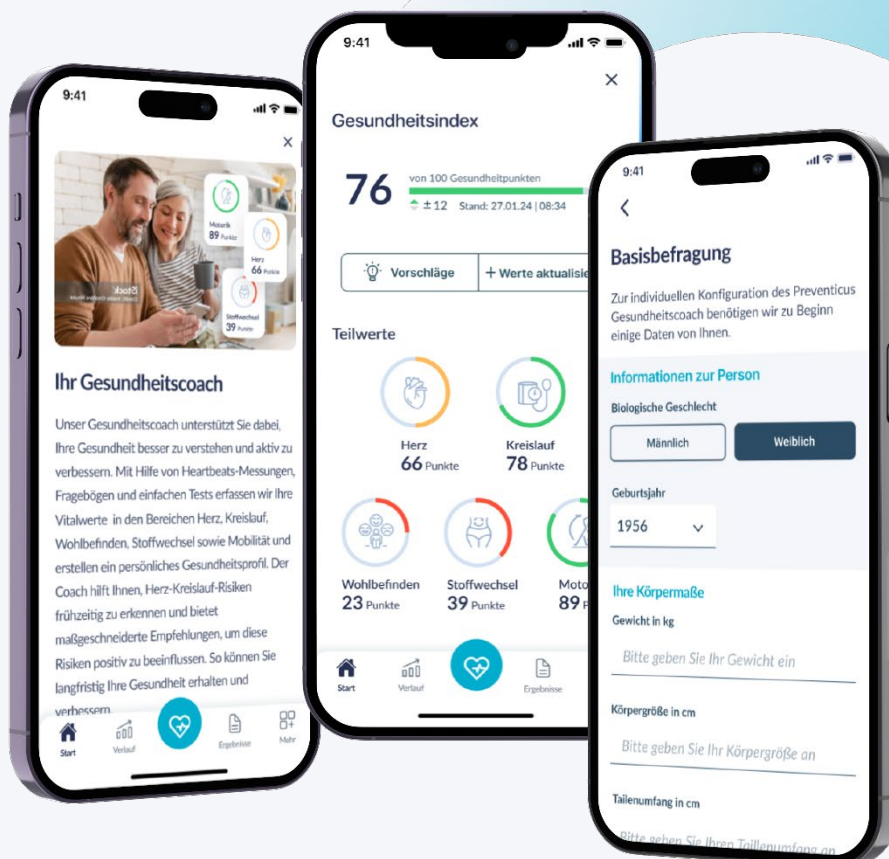 9:41
Motorik
89 Punkte
Herz
66 Punkte
Stoffwechsel
39 Punkte
iStock
Ihr Gesundheitscoach
Unser Gesundheitscoach unterstützt Sie dabei,
Ihre Gesundheit besser zu verstehen und aktiv zu
verbessern. Mit Hilfe von Heartbeats-Messungen,
Fragebögen und einfachen Tests erfassen wir Ihre
Vitalwerte in den Bereichen Herz, Kreislauf,
Wohlbefinden, Stoffwechsel sowie Mobilität und
erstellen ein persönliches Gesundheitsprofil. Der
Coach hilft Ihnen, Herz-Kreislauf-Risiken
frühzeitig zu erkennen und bietet
maßgeschneiderte Empfehlungen, um diese
Risiken positiv zu beeinflussen. So können Sie
langfristig Ihre Gesundheit erhalten und
verbessern.
Start
Verlauf
Ergebnisse
Mehr
9:41
Gesundheitsindex
76
von 100 Gesundheitpunkten
±12 Stand: 27.01.24 | 08:34
Vorschläge
+ Werte aktualisie
Teilwerte
Herz
66 Punkte
Kreislauf
78 Punkte
Wohlbefinden
23 Punkte
Stoffwechsel
39 Punkte
Moto
89 P
Start
Verlauf
Ergebnisse
9:41
Basisbefragung
Zur individuellen Konfiguration des Preventicus
Gesundheitscoach benötigen wir zu Beginn
einige Daten von Ihnen.
Informationen zur Person
Biologische Geschlecht
Männlich
Weiblich
Geburtsjahr
1956
Ihre Körpermaße
Gewicht in kg
Bitte geben Sie Ihr Gewicht ein
Körpergröße in cm
Bitte geben Sie Ihr Körpergröße an
Tailenumfang in cm
Bitte geben Sie Ihren Taillenumfang an